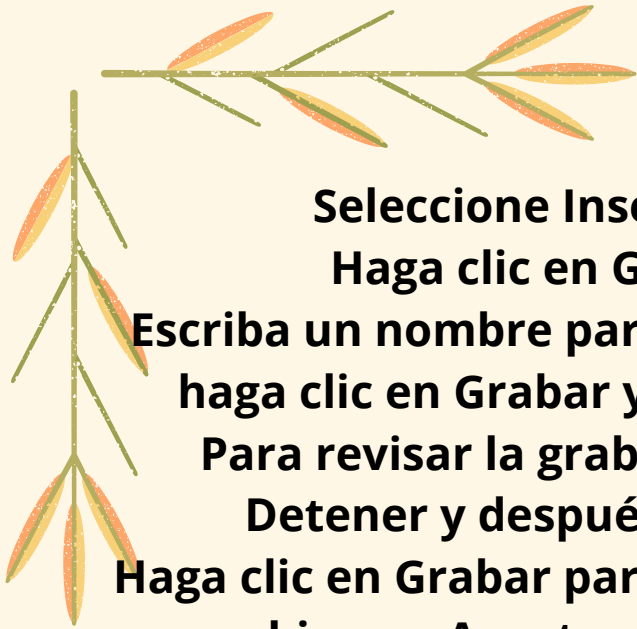 Seleccione Inse
Haga clic en G
Escriba un nombre par
haga clic en Grabar y
Para revisar la grab
Detener y despué
Haga clic en Grabar par